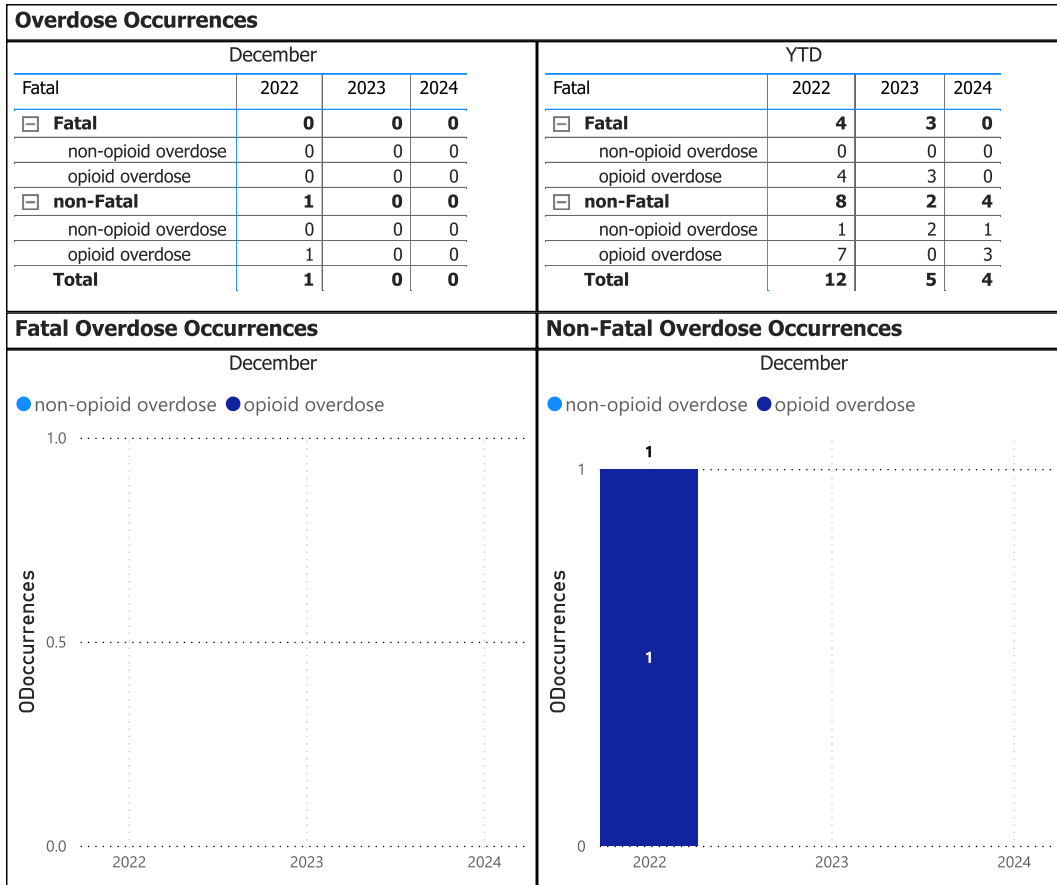 Overdose Occurrences
December
Fatal 2022 2023 2024
Fatal 0 0 0
non-opioid overdose 0 0 0
opioid overdose 0 0 0
non-Fatal 1 0 0
non-opioid overdose 0 0 0
opioid overdose 1 0 0
Total 1 0 0
YTD
Fatal 2022 2023 2024
Fatal 4 3 0
non-opioid overdose 0 0 0
opioid overdose 4 3 0
non-Fatal 8 2 4
non-opioid overdose 1 2 1
opioid overdose 7 0 3
Total 12 5 4
Fatal Overdose Occurrences
December
non-opioid overdose opioid overdose
1.0
0.5
0.0
ODoccurrences
2022 2023 2024
Non-Fatal Overdose Occurrences
December
non-opioid overdose opioid overdose
1
1
1
0
ODoccurrences
2022 2023 2024